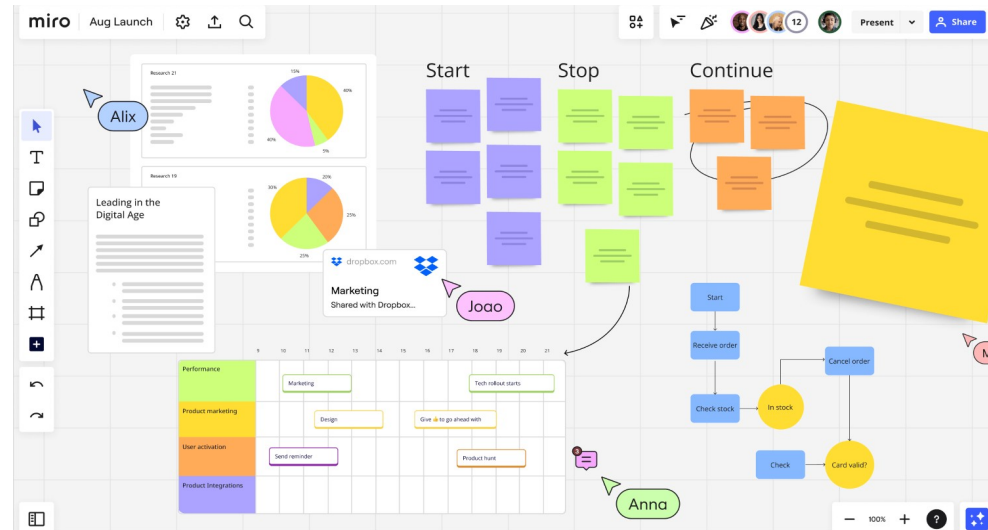 miro
Aug Launch
12
Present
Share
Alix
Research 21
15%
40%
40%
5%
Research 19
20%
30%
25%
25%
Leading in the
Digital Age
dropbox.com
Marketing
Shared with Dropbox...
Joao
Start
Stop
Continue
9 10 11 12 13 14 15 16 17 18 19 20 21
Performance
Marketing
Tech rollout starts
Product marketing
Design
Give 👍 to go ahead with
User activation
Send reminder
Product hunt
Product Integrations
3
Anna
Start
Receive order
Check stock
In stock
Cancel order
Check
Card valid?
M
100%
?